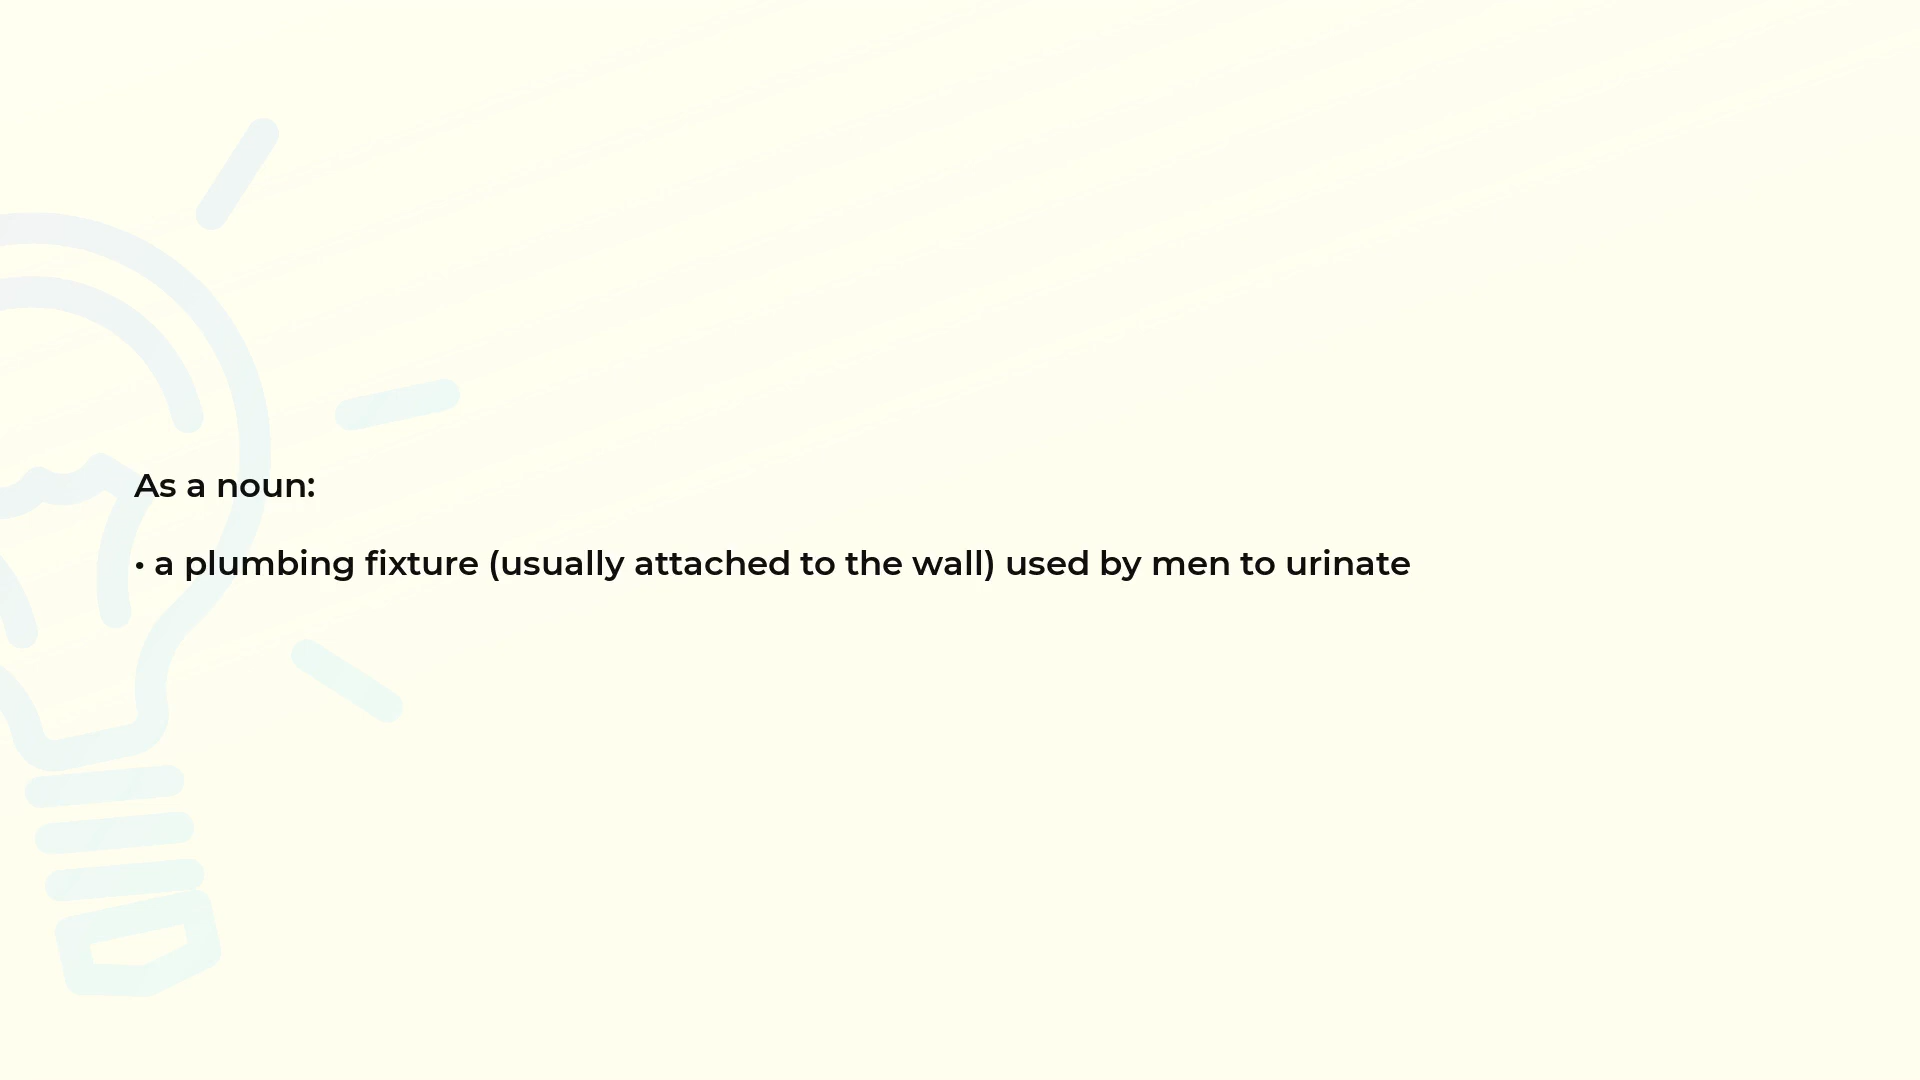 As a noun:
• a plumbing fixture (usually attached to the wall) used by men to urinate